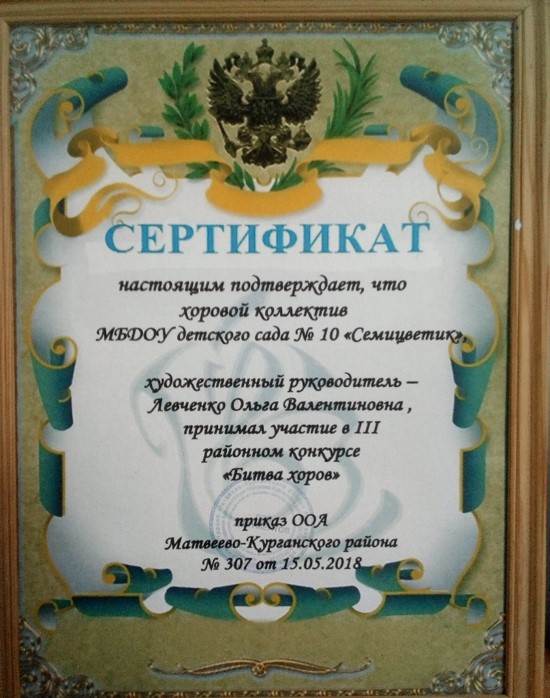 СЕРТИФИКАТ
настоящим подтверждает, что
хоровой коллектив
МБДОУ детского сада № 10 «Семицветик»,
художественный руководитель –
Левченко Ольга Валентиновна ,
принимал участие в III
районном конкурсе
«Битва хоров»
приказ ООА
Матвеево-Курганского района
№ 307 от 15.05.2018